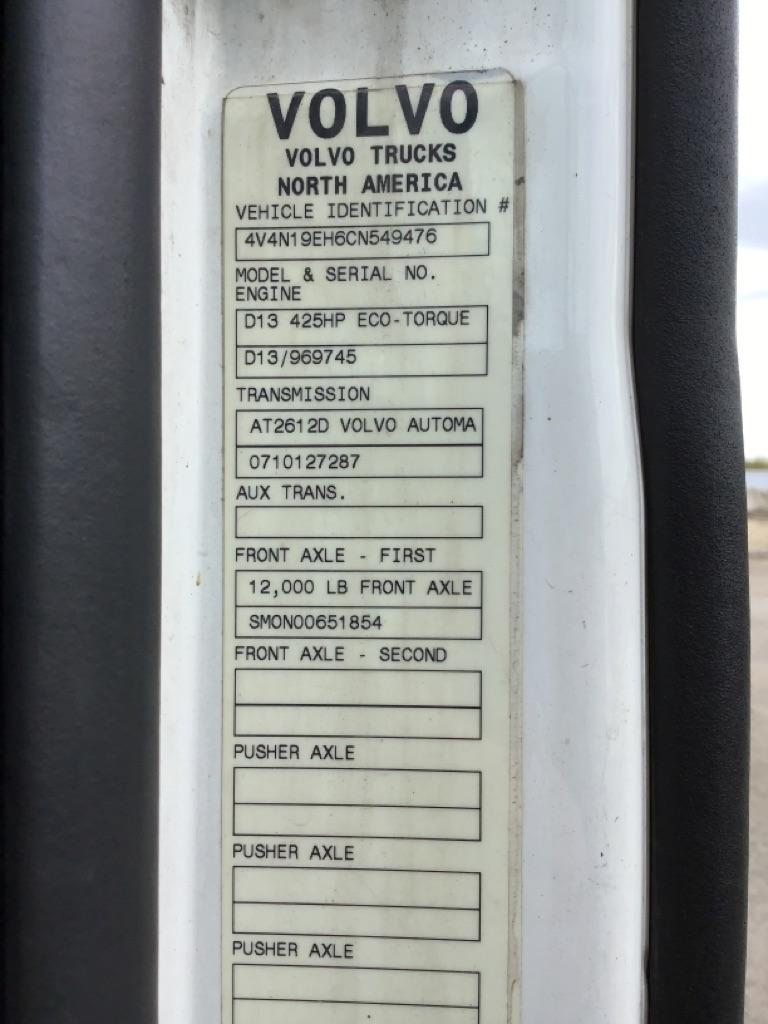 VOLVO
VOLVO TRUCKS
NORTH AMERICA
VEHICLE IDENTIFICATION #
4V4N19EH6CN549476
MODEL & SERIAL NO.
ENGINE
D13 425HP ECO-TORQUE
D13/969745
TRANSMISSION
AT2612D VOLVO AUTOMA
0710127287
AUX TRANS.
FRONT AXLE - FIRST
12,000 LB FRONT AXLE
SMON00651854
FRONT AXLE - SECOND
PUSHER AXLE
PUSHER AXLE
PUSHER AXLE